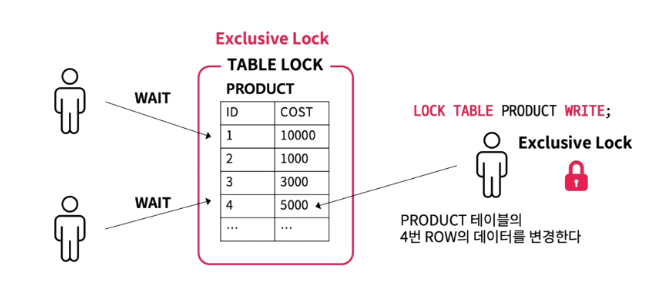 Exclusive Lock
TABLE LOCK
PRODUCT
ID COST
1 10000
2 1000
3 3000
4 5000
... ...
WAIT
WAIT
LOCK TABLE PRODUCT WRITE;
Exclusive Lock
PRODUCT 테이블의
4번 ROW의 데이터를 변경한다